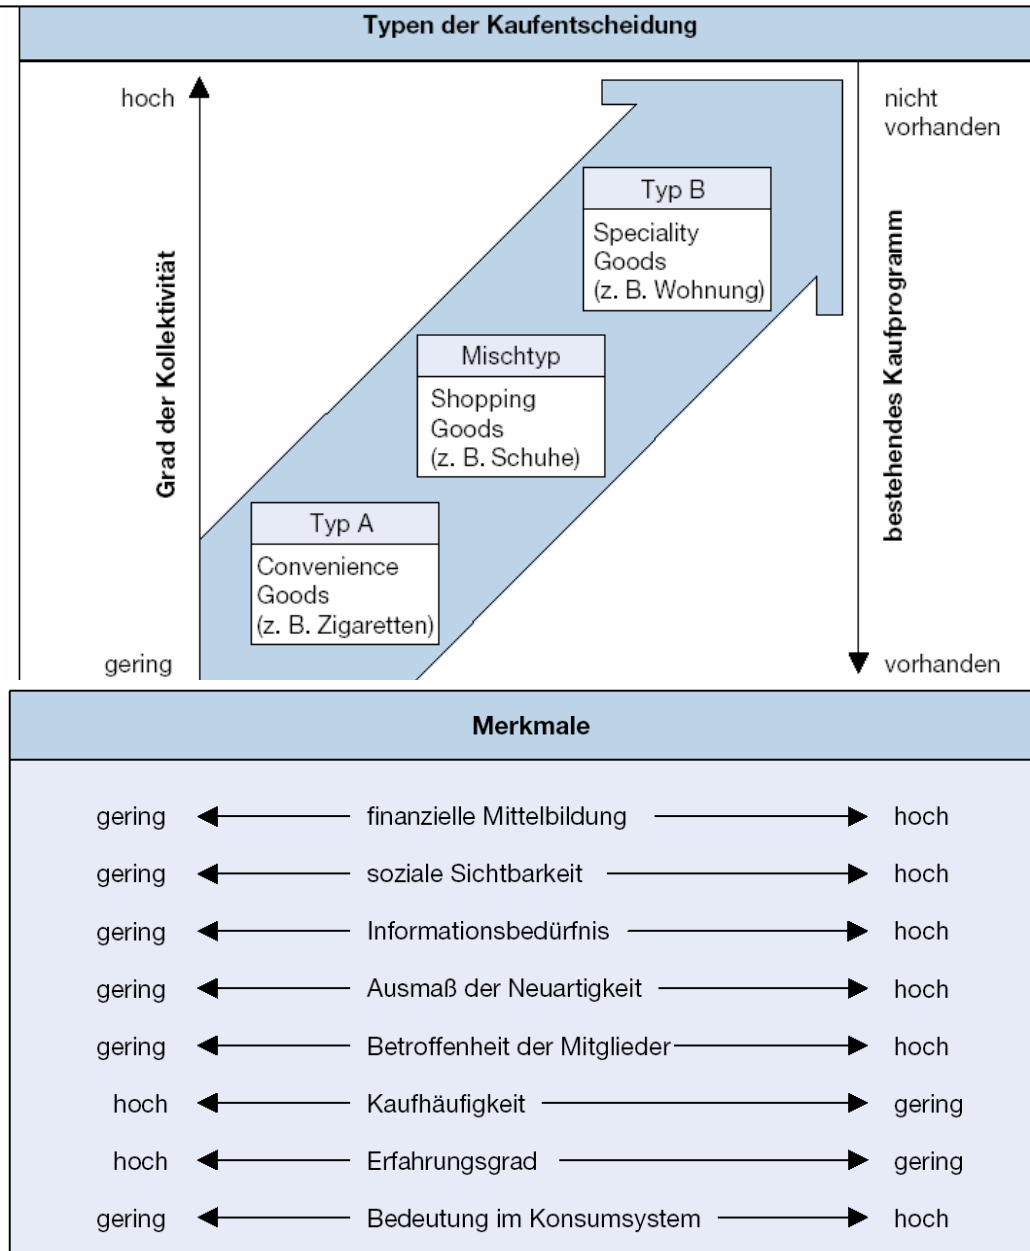 Typen der Kaufentscheidung
hoch
nicht
vorhanden
Grad der Kollektivität
bestehendes Kaufprogramm
Typ B
Speciality
Goods
(z. B. Wohnung)
Mischtyp
Shopping
Goods
(z. B. Schuhe)
Typ A
Convenience
Goods
(z. B. Zigaretten)
gering
vorhanden
Merkmale
gering finanzielle Mittelbildung hoch
gering soziale Sichtbarkeit hoch
gering Informationsbedürfnis hoch
gering Ausmaß der Neuartigkeit hoch
gering Betroffenheit der Mitglieder hoch
hoch Kaufhäufigkeit gering
hoch Erfahrungsgrad gering
gering Bedeutung im Konsumsystem hoch